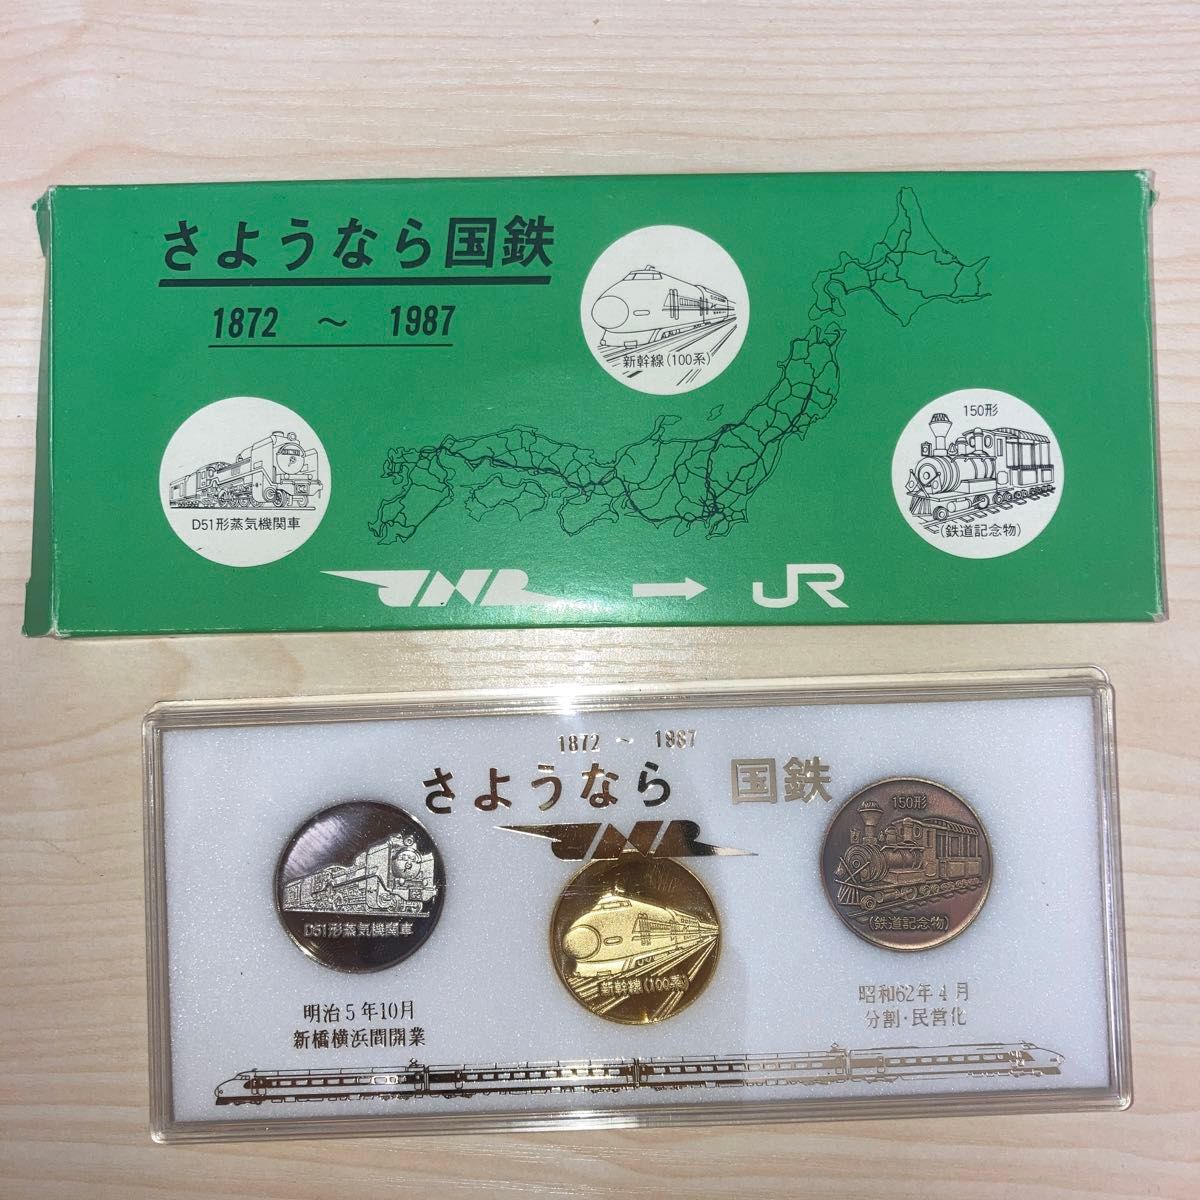 さようなら国鉄
1872 ～ 1987
新幹線(100系)
150形
(鉄道記念物)
D51形蒸気機関車
JNR → JR
1872 ～ 1987
さようなら 国鉄
JNR
150形
(鉄道記念物)
D51形蒸気機関車
新幹線(100系)
明治5年10月
新橋横浜間開業
昭和62年4月
分割・民営化